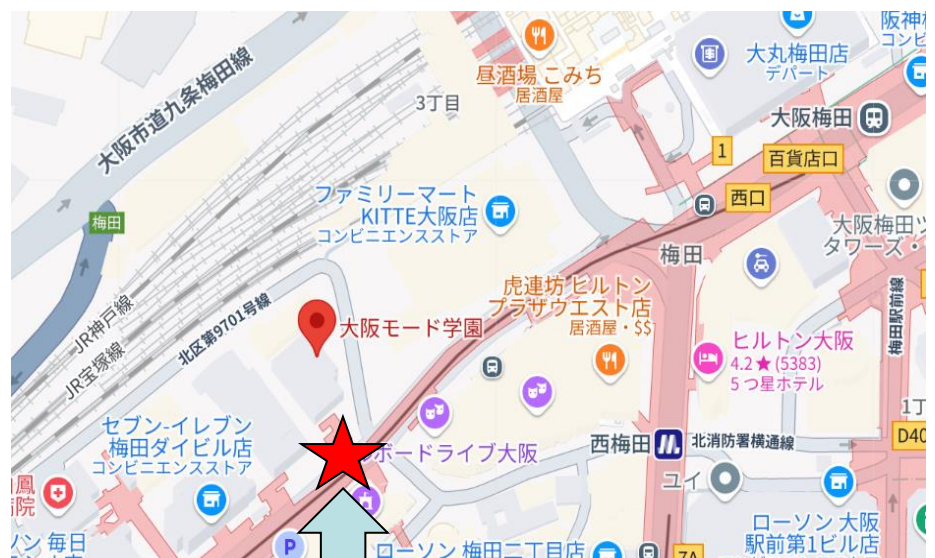 大阪市道九条梅田線
3丁目
昼酒場 こみち
居酒屋
大丸梅田店
デパート
阪神
コンビ
大阪梅田
1
百貨店口
西口
梅田
ファミリーマート
KITTE大阪店
コンビニエンスストア
梅田
大阪梅田ツ
タワーズ・
JR神戸線
JR宝塚線
北区第9701号線
大阪モード学園
虎連坊 ヒルトン
プラザウエスト店
居酒屋・$$
ヒルトン大阪
4.2★(5383)
5 つ星ホテル
梅田駅前線
1丁
D40
セブン-イレブン
梅田ダイビル店
コンビニエンスストア
ボードライブ大阪
西梅田
北消防署横通線
ユイ
鳳
病院
ソン 毎日
P
ローソン 梅田二丁目店
7A
ローソン 大阪
駅前第1ビル店